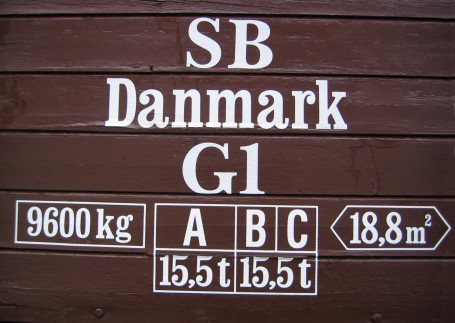 SB
Danmark
G1
9600 kg A B C 18,8 m²
15,5 t 15,5 t